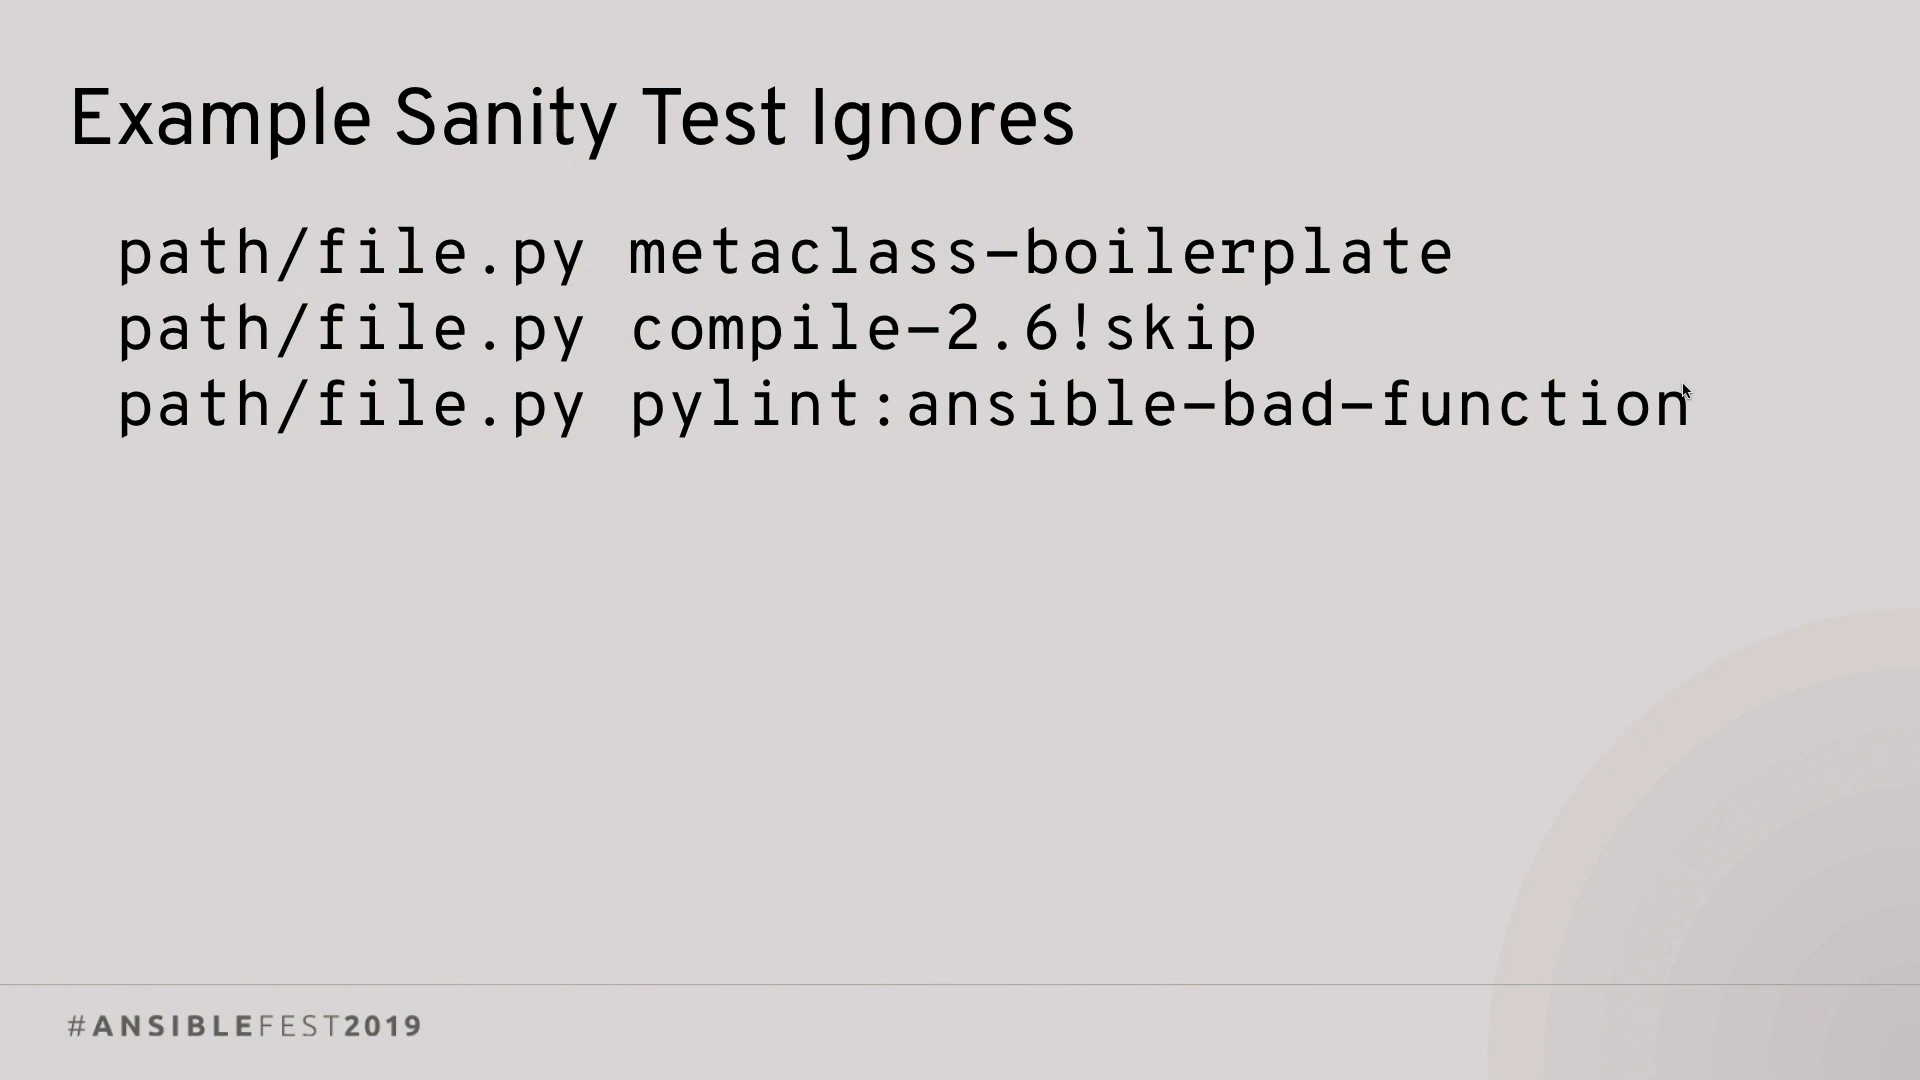 Example Sanity Test Ignores
path/file.py metaclass-boilerplate
path/file.py compile-2.6!skip
path/file.py pylint:ansible-bad-function
#ANSIBLEFEST2019